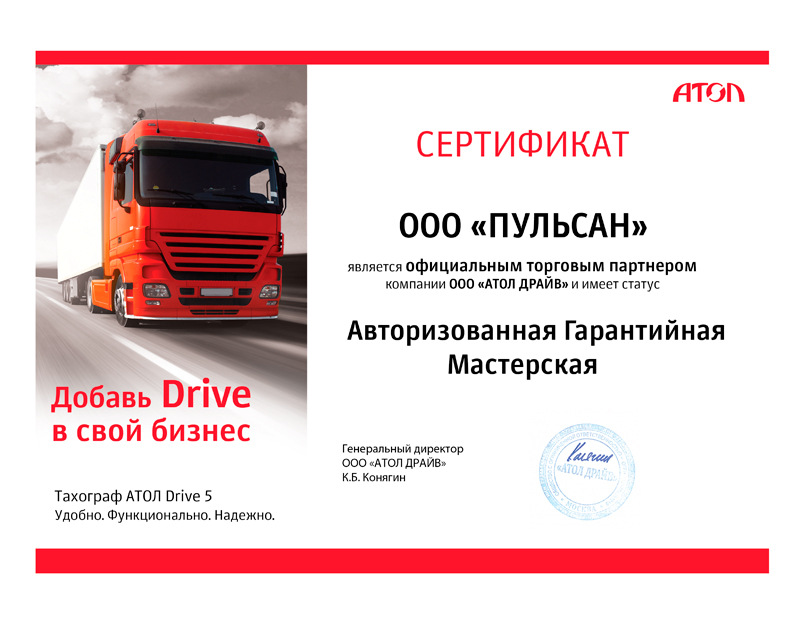 АТОЛ
СЕРТИФИКАТ
ООО «ПУЛЬСАН»
является официальным торговым партнером
компании ООО «АТОЛ ДРАЙВ» и имеет статус
Авторизованная Гарантийная
Мастерская
Добавь Drive
в свой бизнес
Тахограф АТОЛ Drive 5
Удобно. Функционально. Надежно.
Генеральный директор
ООО «АТОЛ ДРАЙВ»
К.Б. Конягин
«АТОЛ ДРАЙВ»
МОСКВА